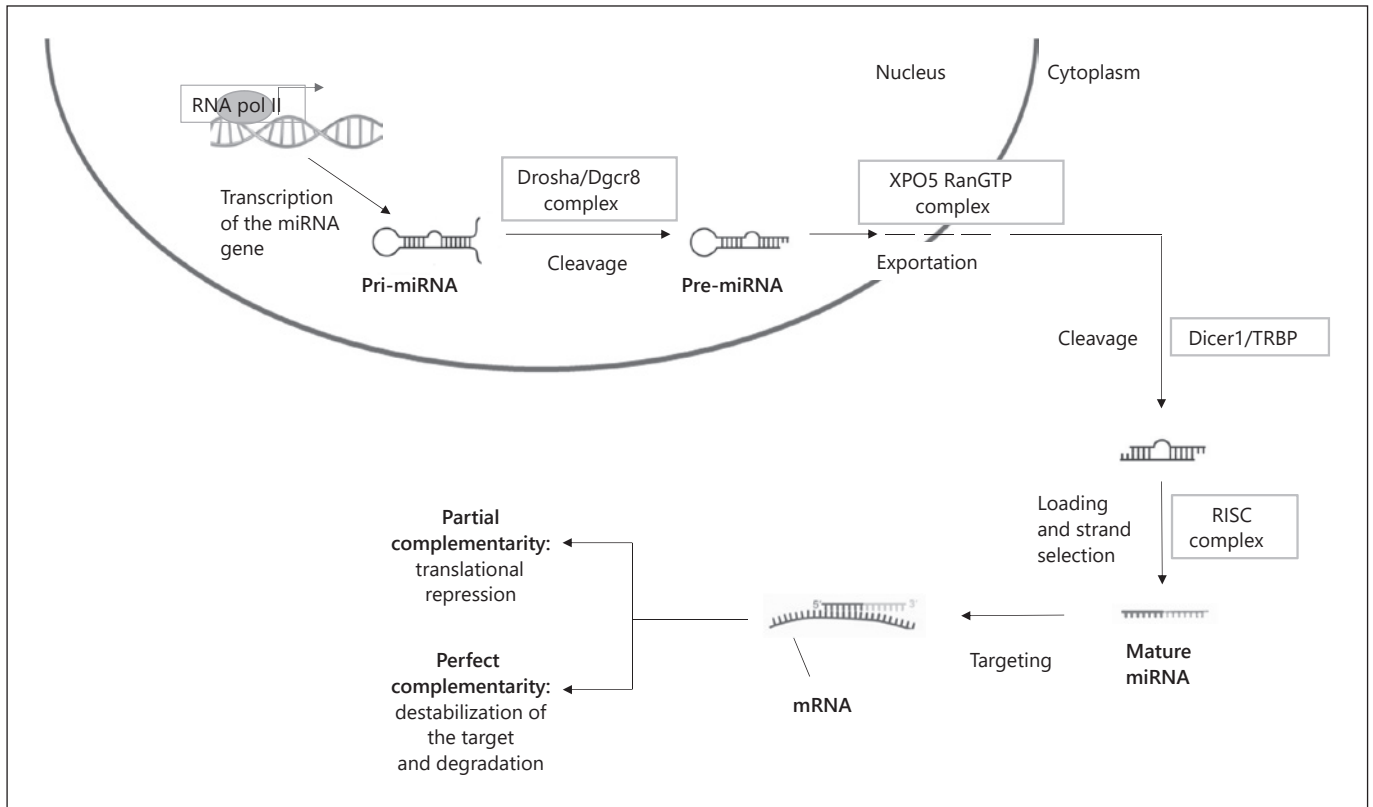 Nucleus
Cytoplasm
RNA pol II
Transcription
of the miRNA
gene
Pri-miRNA
Drosha/Dgcr8
complex
Cleavage
Pre-miRNA
XPO5 RanGTP
complex
Exportation
Cleavage
Dicer1/TRBP
Loading
and strand
selection
RISC
complex
Mature
miRNA
Targeting
5'
3'
mRNA
Partial
complementarity:
translational
repression
Perfect
complementarity:
destabilization of
the target
and degradation